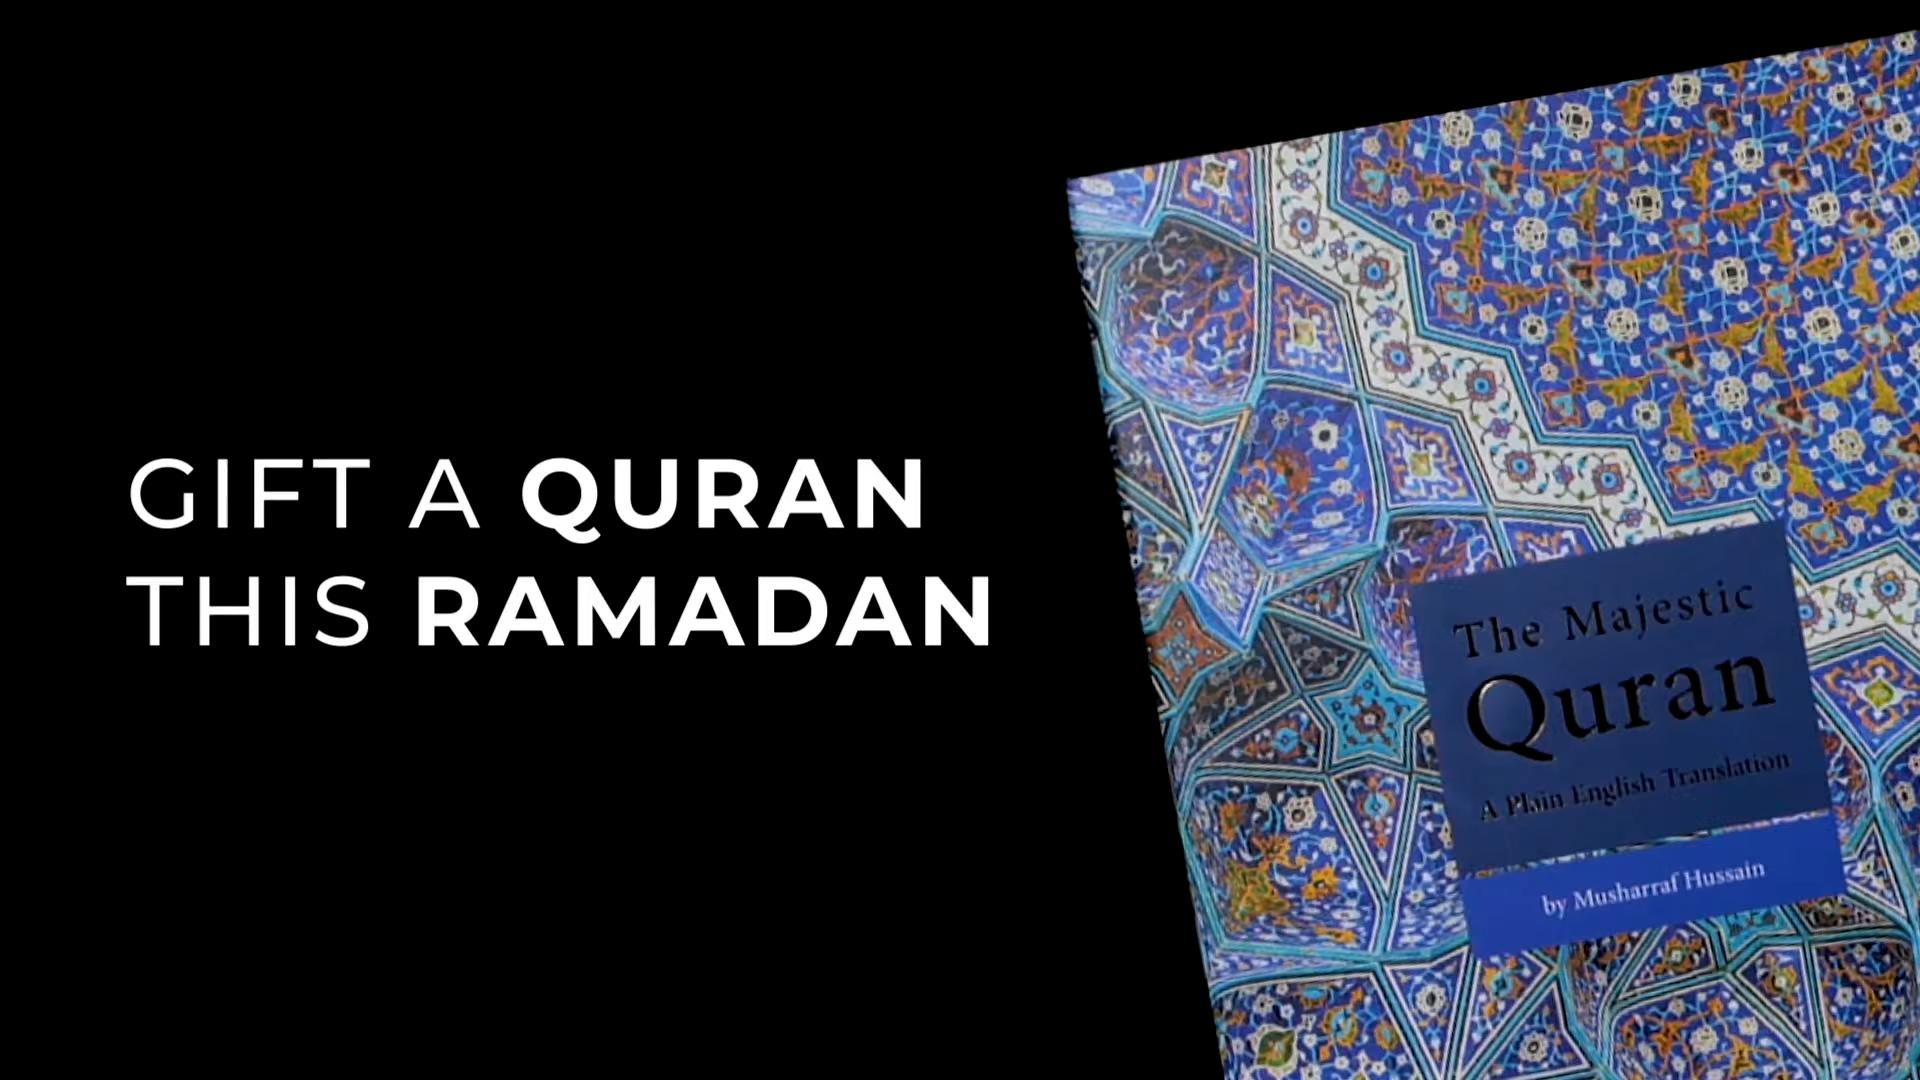 GIFT A QURAN
THIS RAMADAN
The Majestic
Quran
A Plain English Translation
by Musharraf Hussain